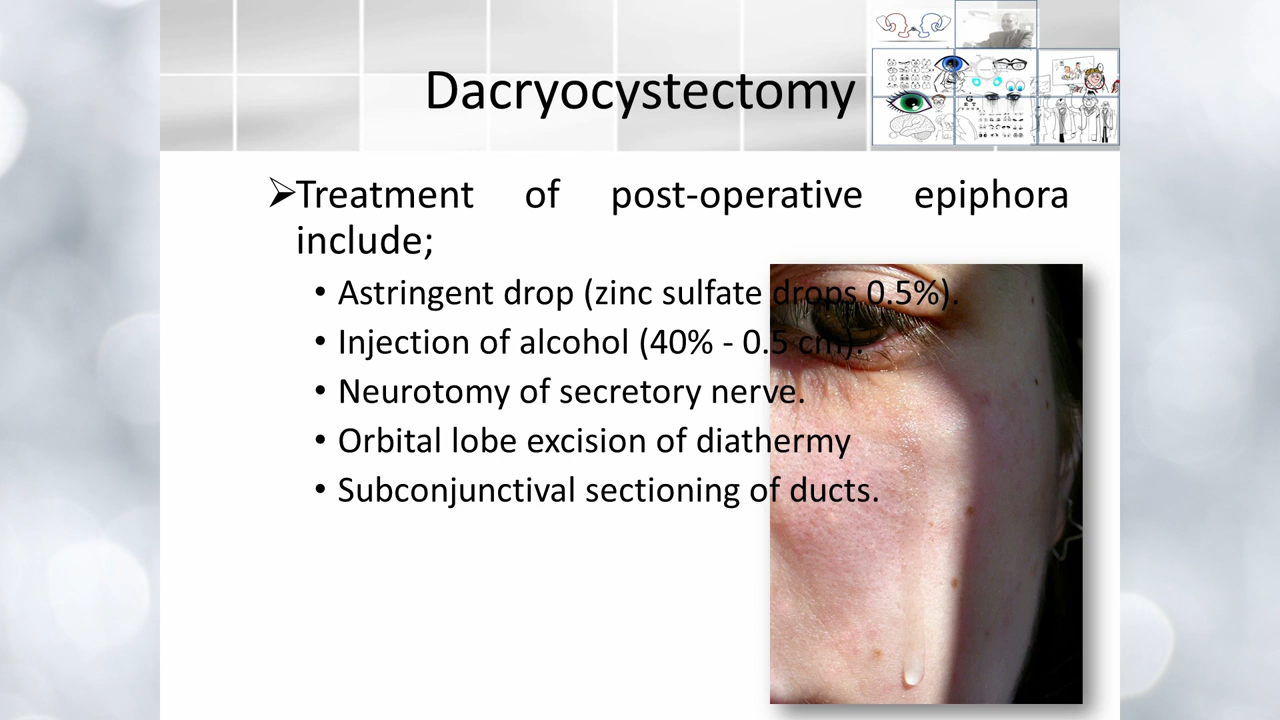 Dacryocystectomy
➢Treatment of post-operative epiphora
include;
• Astringent drop (zinc sulfate drops 0.5%).
• Injection of alcohol (40% - 0.5 cm).
• Neurotomy of secretory nerve.
• Orbital lobe excision of diathermy
• Subconjunctival sectioning of ducts.